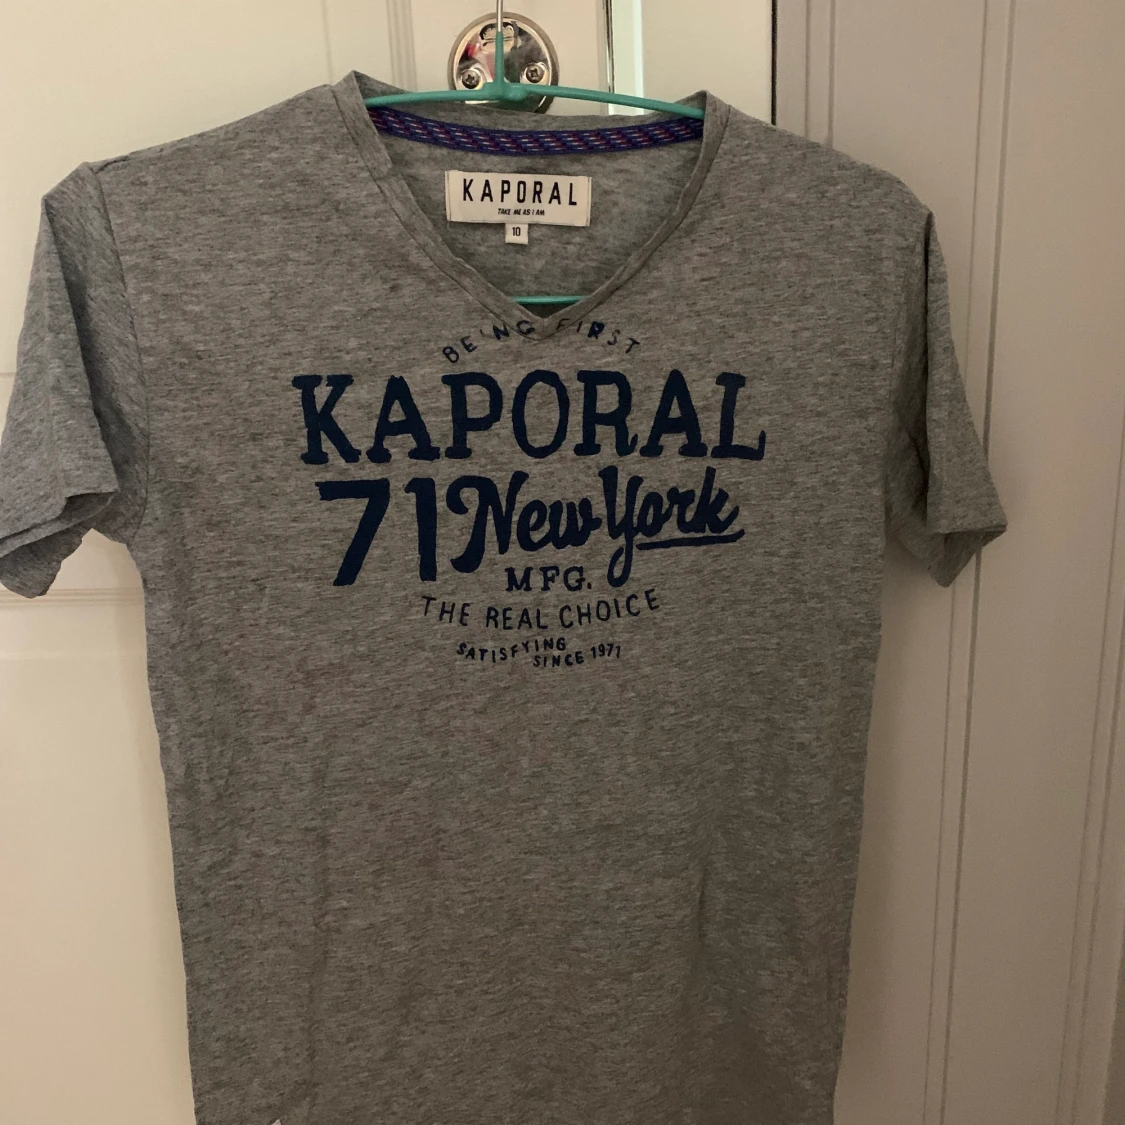 KAPORAL
TAKE ME AS I AM
10
BEING FIRST
KAPORAL
71 New York
MFG.
THE REAL CHOICE
SATISFYING
SINCE 1971